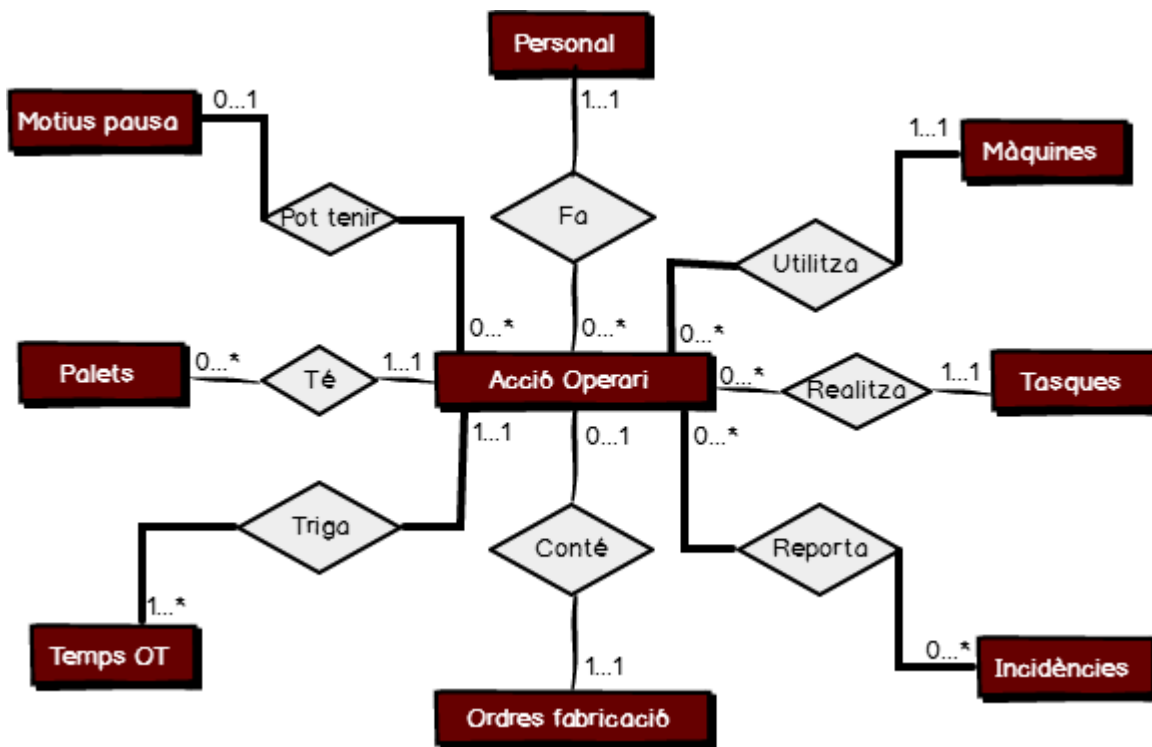 Personal
1...1
Motius pausa
0...1
1...1
Màquines
Pot tenir
Fa
Utilitza
0...*
0...*
0...*
Palets
0...*
Té
1...1
Acció Operari
0...*
Realitza
1...1
Tasques
1...1
0...1
0...*
Triga
Conté
Reporta
1...*
Temps OT
1...1
0...*
Incidències
Ordres fabricació